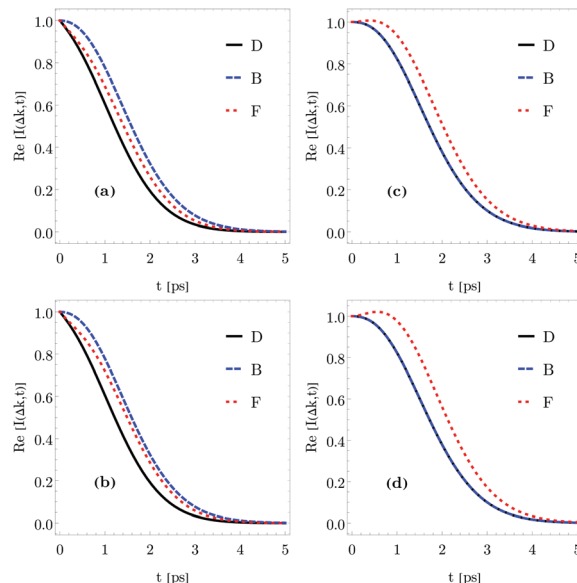 Re [I(Δk,t)]
1.0
0.8
0.6
0.4
0.2
0.0
D
B
F
(a)
0 1 2 3 4 5
t [ps]
Re [I(Δk,t)]
1.0
0.8
0.6
0.4
0.2
0.0
D
B
F
(c)
0 1 2 3 4 5
t [ps]
Re [I(Δk,t)]
1.0
0.8
0.6
0.4
0.2
0.0
D
B
F
(b)
0 1 2 3 4 5
t [ps]
Re [I(Δk,t)]
1.0
0.8
0.6
0.4
0.2
0.0
D
B
F
(d)
0 1 2 3 4 5
t [ps]